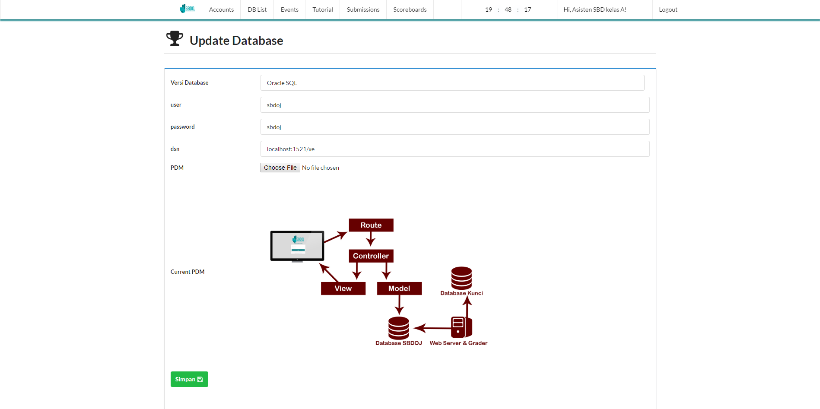 Accounts DB List Events Tutorial Submissions Scoreboards 19 : 48 : 17 Hi, Asisten SBD kelas A! Logout
Update Database
Versi Database Oracle SQL
user sbdoj
password sbdoj
dsn localhost:1521/xe
PDM Choose File No file chosen
Route
Controller
Current PDM
View Model
Database Kunci
Database SBDOJ Web Server & Grader
Simpan